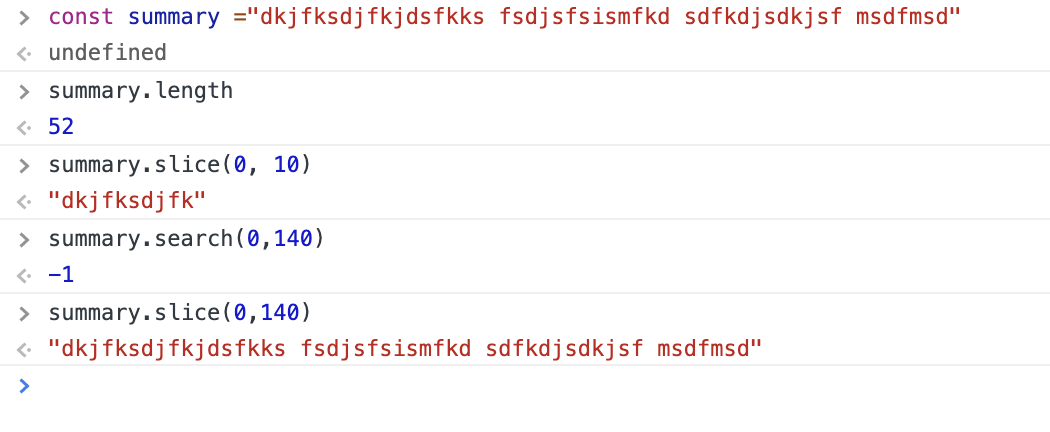 > const summary ="dkjfksdjfkjdsfkks fsdjsfsismfkd sdfkdjsdkjsf msdfmsd"
undefined
> summary.length
52
> summary.slice(0, 10)
"dkjfksdjfk"
> summary.search(0,140)
-1
> summary.slice(0,140)
"dkjfksdjfkjdsfkks fsdjsfsismfkd sdfkdjsdkjsf msdfmsd"
>